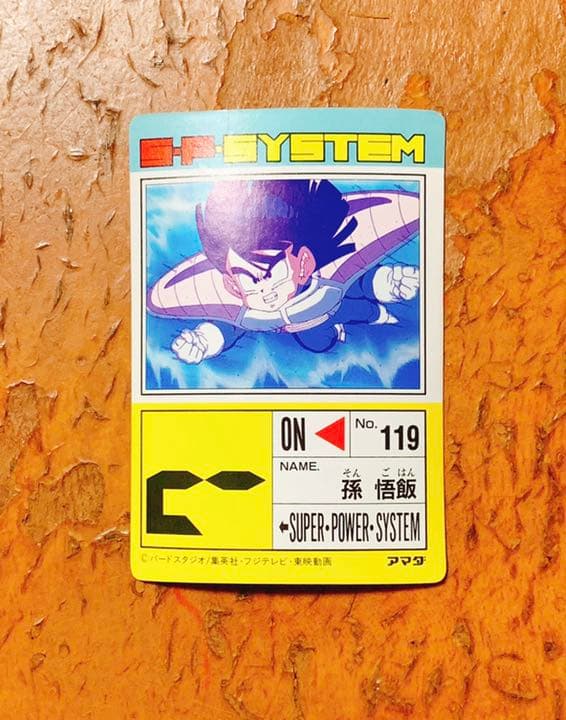 S・P・SYSTEM
ON
No. 119
NAME.
そん ご はん
孫 悟飯
←SUPER・POWER・SYSTEM
©バードスタジオ/集英社・フジテレビ・東映動画
アマダ